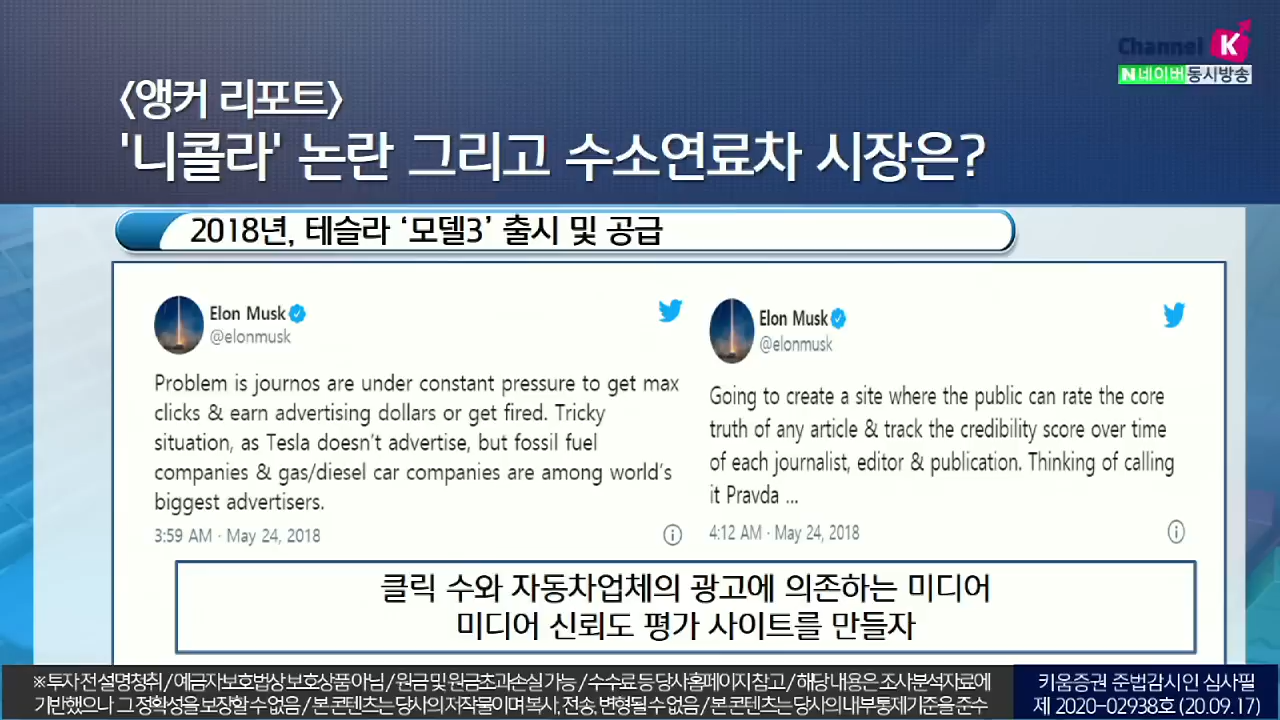 Channel K
N 네이버 동시방송
<앵커 리포트>
'니콜라' 논란 그리고 수소연료차 시장은?
2018년, 테슬라 ‘모델3’ 출시 및 공급
Elon Musk
@elonmusk
Problem is journos are under constant pressure to get max
clicks & earn advertising dollars or get fired. Tricky
situation, as Tesla doesn’t advertise, but fossil fuel
companies & gas/diesel car companies are among world’s
biggest advertisers.
3:59 AM · May 24, 2018
Elon Musk
@elonmusk
Going to create a site where the public can rate the core
truth of any article & track the credibility score over time
of each journalist, editor & publication. Thinking of calling
it Pravda ...
4:12 AM · May 24, 2018
클릭 수와 자동차업체의 광고에 의존하는 미디어
미디어 신뢰도 평가 사이트를 만들자
※ 투자 전 설명청취 / 예금자보호법상 보호상품 아님 / 원금 및 원금초과손실 가능 / 수수료 등 당사홈페이지 참고 / 해당 내용은 조사분석자료에
기반했으나 그 정확성을 보장할 수 없음 / 본 콘텐츠는 당사의 저작물이며 복사, 전송, 변형될 수 없음 / 본 콘텐츠는 당사의 내부통제기준을 준수
키움증권 준법감시인 심사필
제 2020-02938호 (20.09.17)